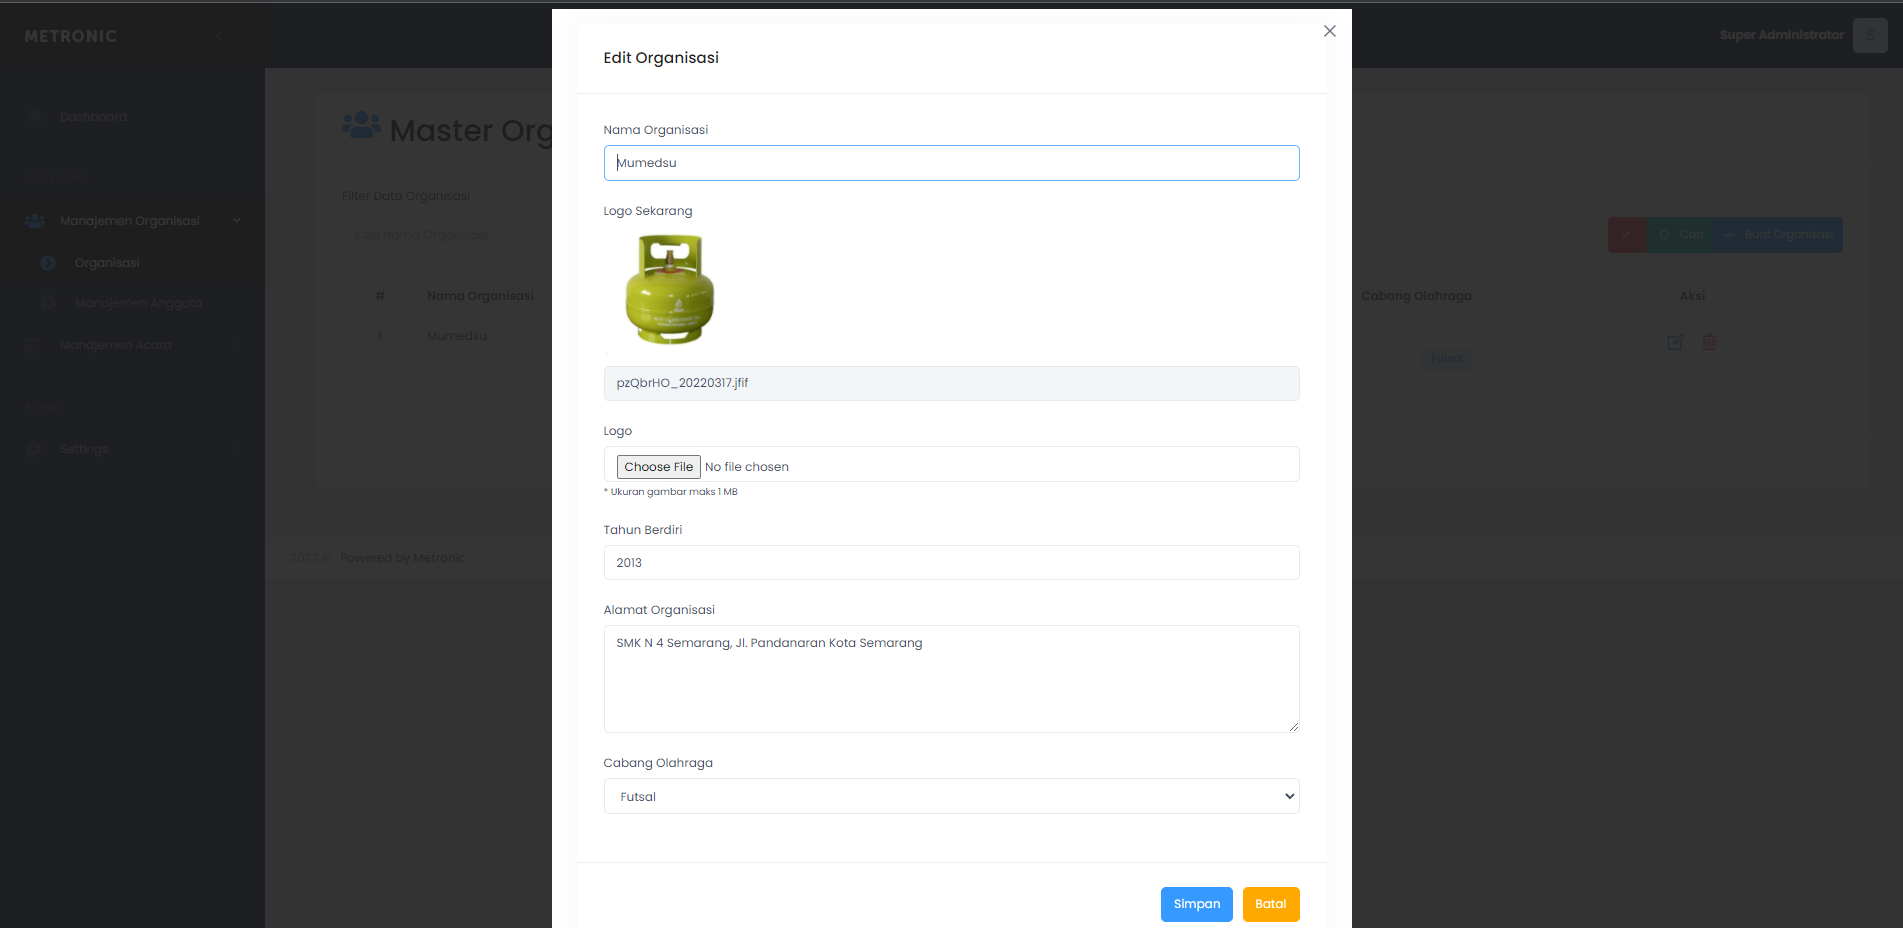 METRONIC
Super Administrator
S
Dashboard
Manajemen Organisasi
Organisasi
Manajemen Anggota
Manajemen Acara
Settings
Master Org
Filter Data Organisasi
Cari Nama Organisasi
Cari
Buat Organisasi
#
Nama Organisasi
Cabang Olahraga
Aksi
1
Mumedsu
Futsal
2022 ©
Powered by Metronic
Edit Organisasi
Nama Organisasi
Mumedsu
Logo Sekarang
pzQbrHO_20220317.jfif
Logo
Choose File No file chosen
* Ukuran gambar maks 1 MB
Tahun Berdiri
2013
Alamat Organisasi
SMK N 4 Semarang, Jl. Pandanaran Kota Semarang
Cabang Olahraga
Futsal
Simpan
Batal